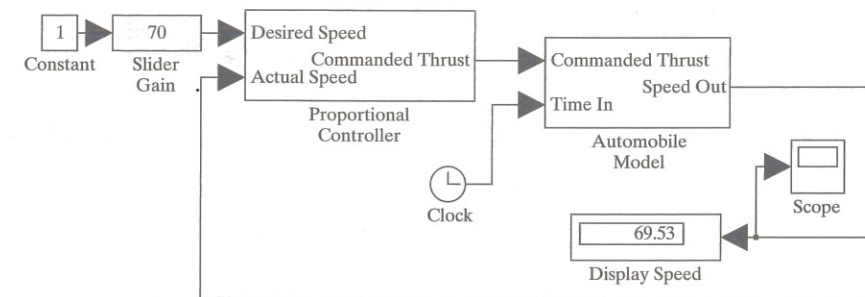 1
Constant
70
Slider
Gain
Desired Speed
Commanded Thrust
Actual Speed
Proportional
Controller
Commanded Thrust
Speed Out
Time In
Automobile
Model
Clock
Scope
69.53
Display Speed